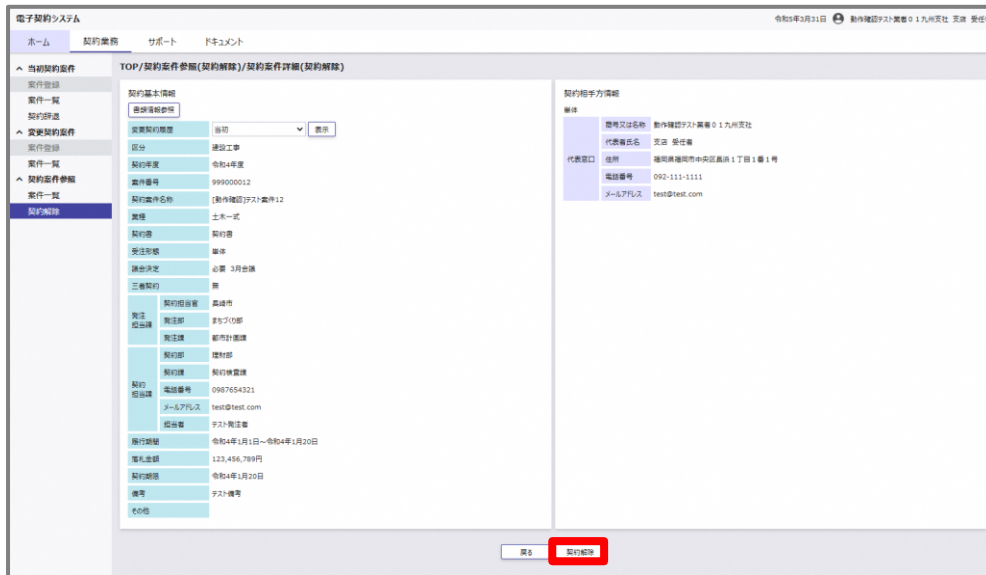 電子契約システム
令和5年3月31日 動作確認テスト業者01九州支社 支店 受任
ホーム 契約業務 サポート ドキュメント
当初契約案件
案件登録
案件一覧
契約辞退
変更契約案件
案件登録
案件一覧
契約案件参照
案件一覧
契約解除
TOP/契約案件参照(契約解除)/契約案件詳細(契約解除)
契約基本情報
書類情報参照
変更契約履歴 当初 表示
区分 建設工事
契約年度 令和4年度
案件番号 999000012
契約案件名称 [動作確認]テスト案件12
業種 土木一式
契約書 契約書
受注形態 単体
議会決定 必要 3月会議
三者契約 無
発注担当課
契約担当官 長崎市
発注部 まちづくり部
発注課 都市計画課
契約担当課
契約部 理財部
契約課 契約検査課
電話番号 0987654321
メールアドレス test@test.com
担当者 テスト発注者
履行期間 令和4年1月1日～令和4年1月20日
落札金額 123,456,789円
契約期限 令和4年1月20日
備考 テスト備考
その他
契約相手方情報
単体
代表窓口
商号又は名称 動作確認テスト業者01九州支社
代表者氏名 支店 受任者
住所 福岡県福岡市中央区長浜1丁目1番1号
電話番号 092-111-1111
メールアドレス test@test.com
戻る 契約解除